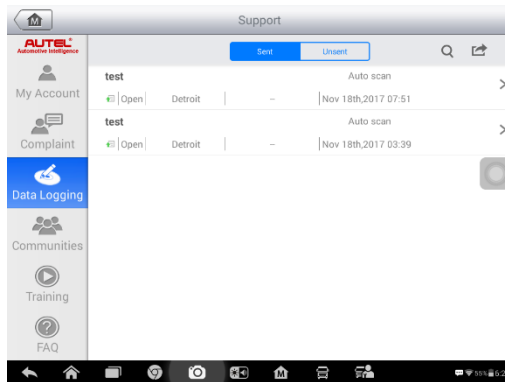 Support
AUTEL®
Automotive Intelligence
Sent Unsent
My Account
Complaint
Data Logging
Communities
Training
FAQ
test Auto scan
Open Detroit – Nov 18th,2017 07:51
test Auto scan
Open Detroit – Nov 18th,2017 03:39
55%